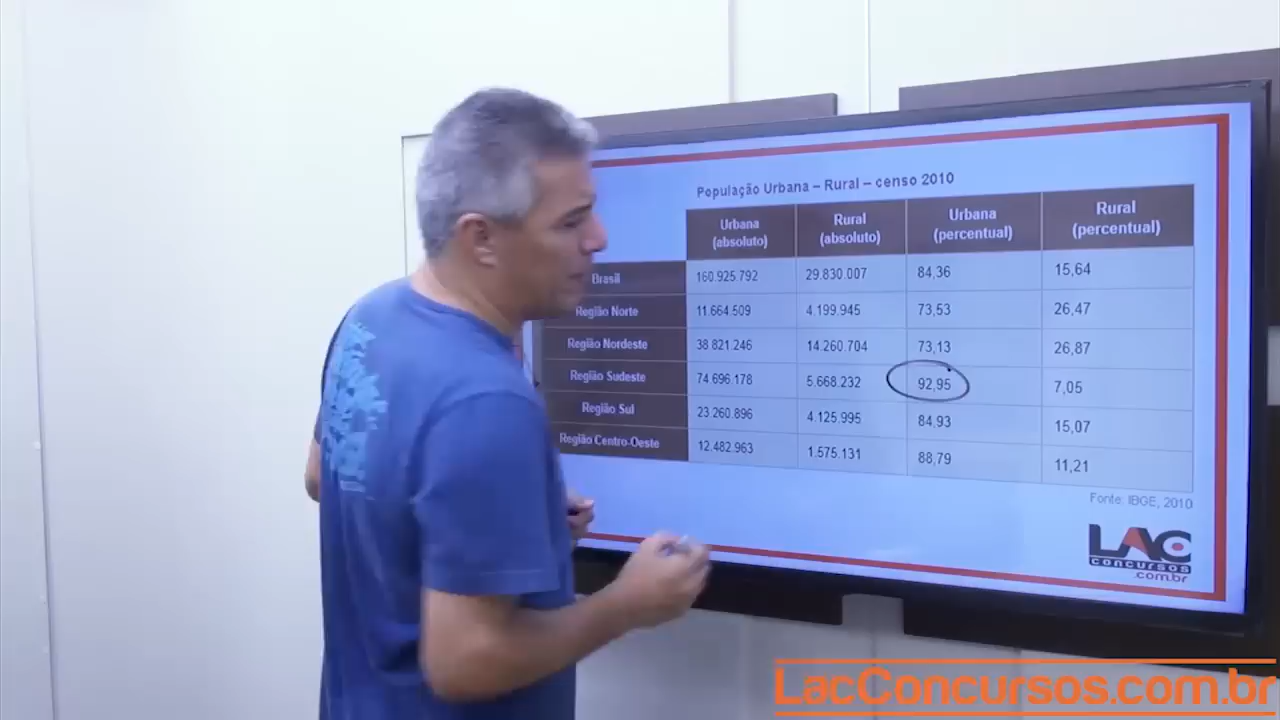 População Urbana – Rural – censo 2010
Urbana (absoluto) Rural (absoluto) Urbana (percentual) Rural (percentual)
Brasil 160.925.792 29.830.007 84,36 15,64
Região Norte 11.664.509 4.199.945 73,53 26,47
Região Nordeste 38.821.246 14.260.704 73,13 26,87
Região Sudeste 74.696.178 5.668.232 92,95 7,05
Região Sul 23.260.896 4.125.995 84,93 15,07
Região Centro-Oeste 12.482.963 1.575.131 88,79 11,21
Fonte: IBGE, 2010
LAC
CONCURSOS
.com.br
LacConcursos.com.br